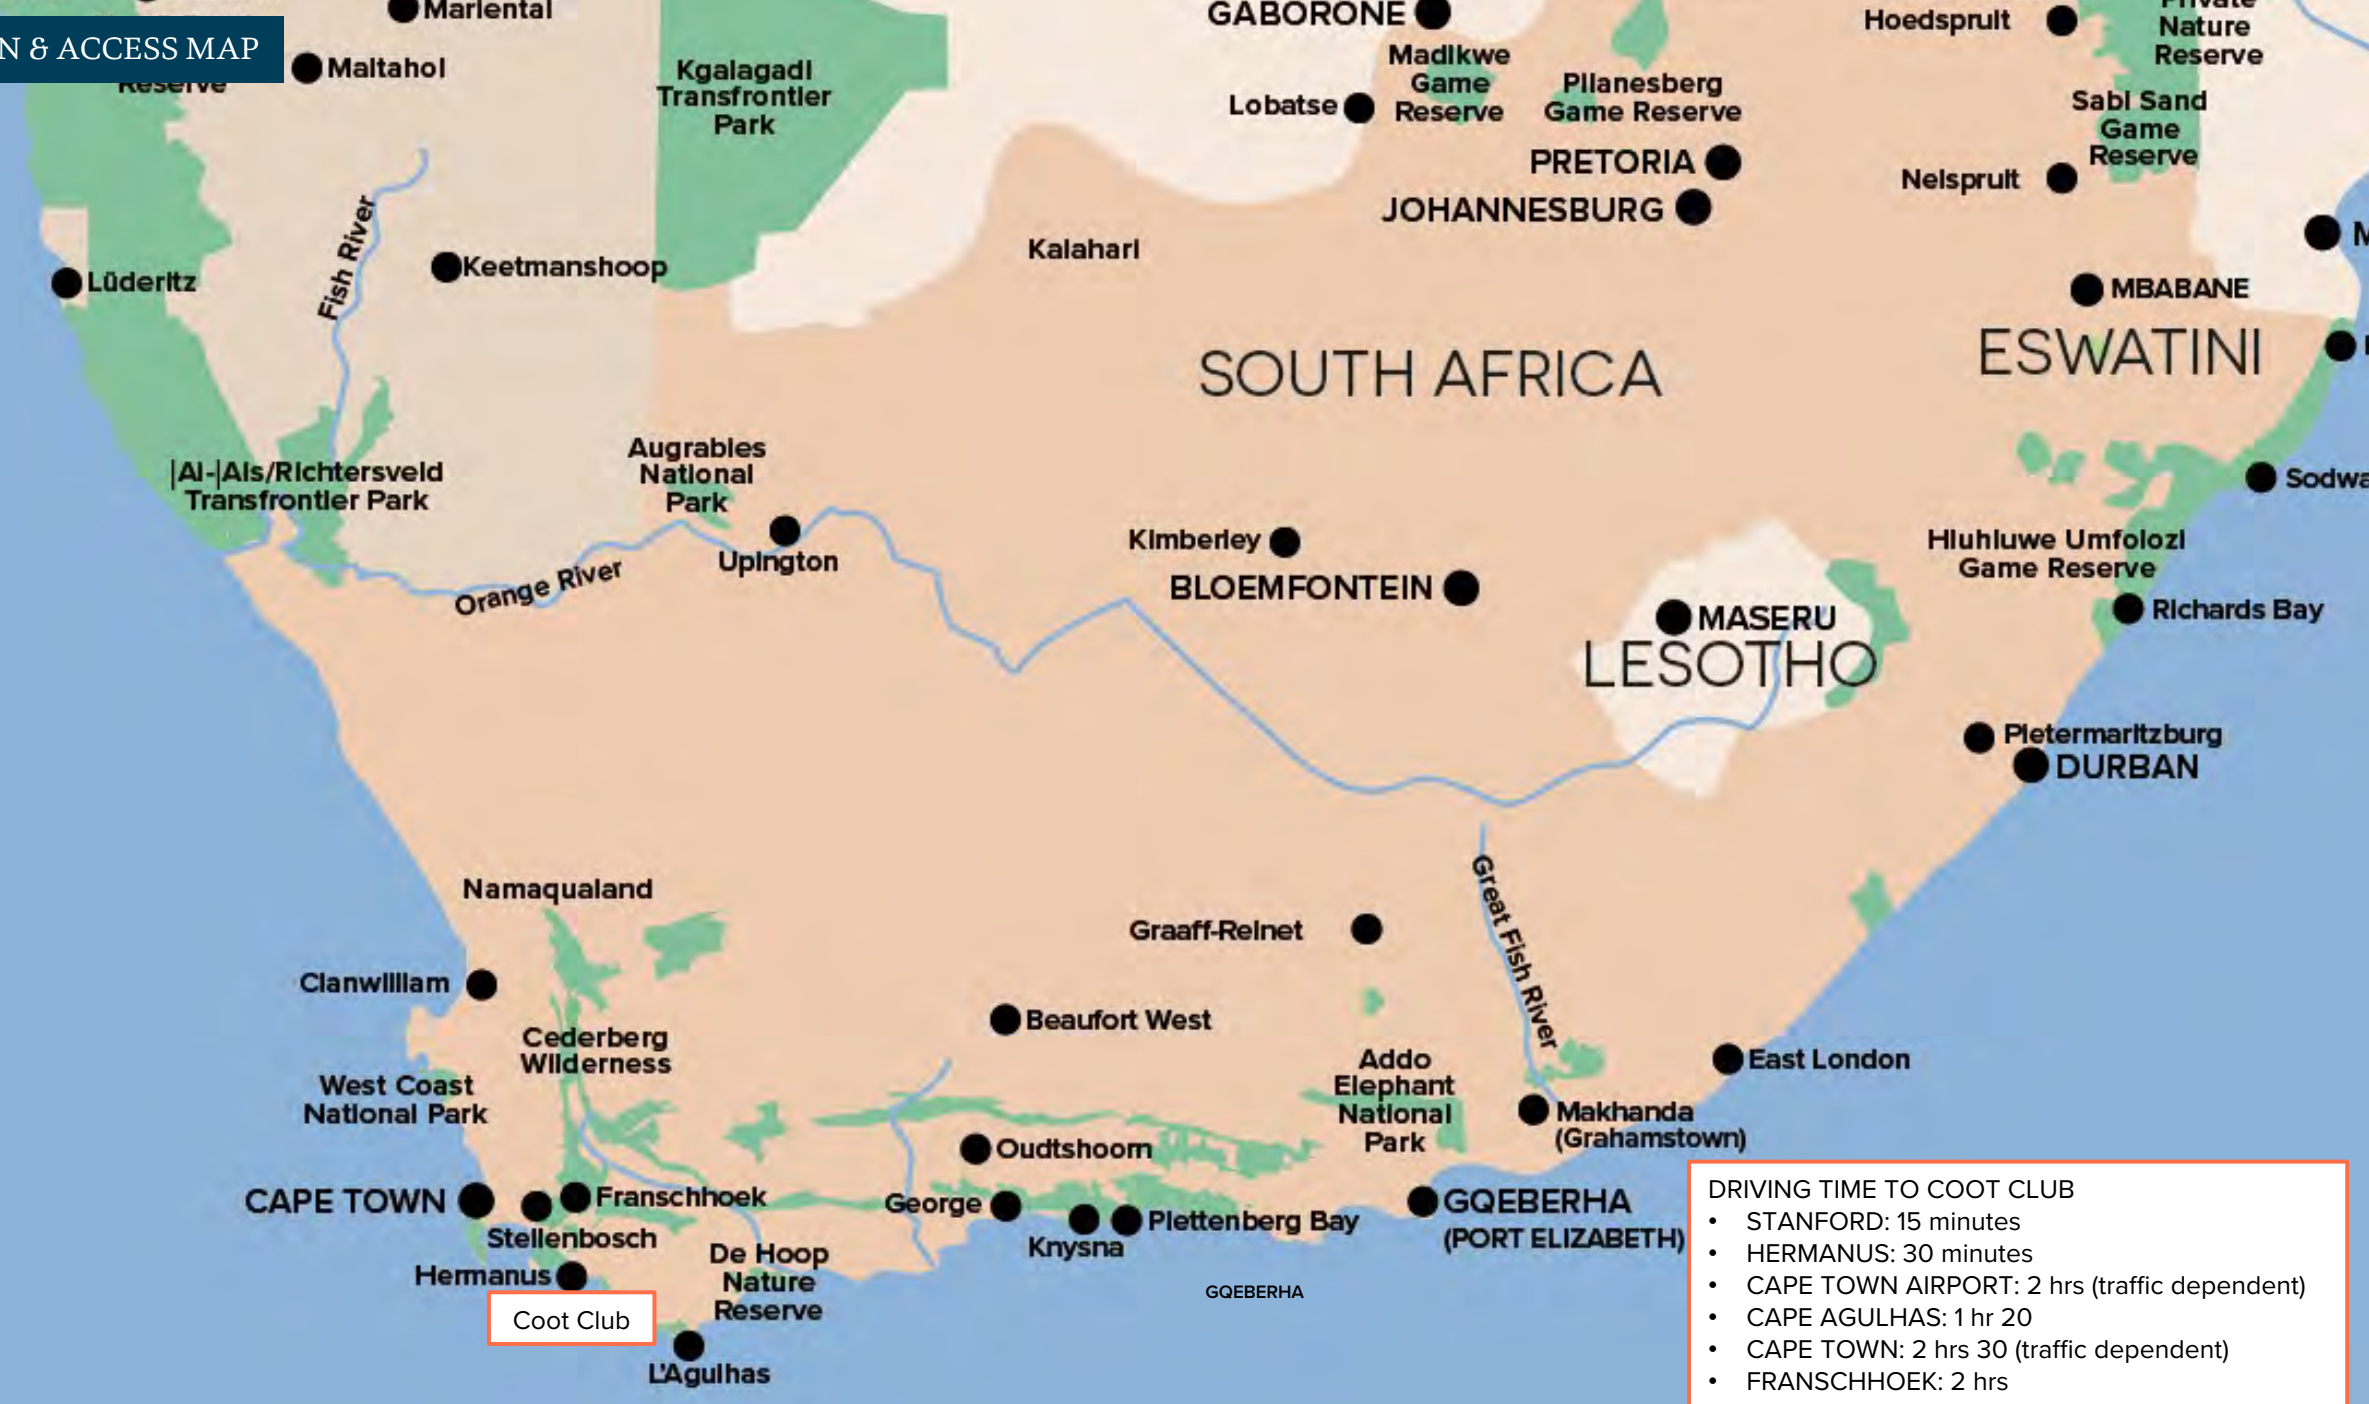 Mariental
GABORONE
Hoedspruit
Private
Nature
Reserve
N & ACCESS MAP
Reserve
Maltahol
Kgalagadi
Transfrontier
Park
Madikwe
Game
Reserve
Pilanesberg
Game Reserve
Lobatse
Sabi Sand
Game
Reserve
PRETORIA
Nelspruit
JOHANNESBURG
Fish River
Kalahari
M
Keetmanshoop
Lüderitz
MBABANE
SOUTH AFRICA
ESWATINI
Augrabies
National
Park
|Ai-|Ais/Richtersveld
Transfrontier Park
Sodwa
Upington
Orange River
Kimberley
BLOEMFONTEIN
Hluhluwe Umfolozi
Game Reserve
MASERU
LESOTHO
Richards Bay
Pietermaritzburg
DURBAN
Namaqualand
Great Fish River
Graaff-Reinet
Clanwilliam
Beaufort West
Cederberg
Wilderness
West Coast
National Park
Addo
Elephant
National
Park
East London
Makhanda
(Grahamstown)
Oudtshoorn
CAPE TOWN
Franschhoek
Stellenbosch
George
Knysna
Plettenberg Bay
GQEBERHA
(PORT ELIZABETH)
Hermanus
De Hoop
Nature
Reserve
GQEBERHA
Coot Club
L'Agulhas
DRIVING TIME TO COOT CLUB
• STANFORD: 15 minutes
• HERMANUS: 30 minutes
• CAPE TOWN AIRPORT: 2 hrs (traffic dependent)
• CAPE AGULHAS: 1 hr 20
• CAPE TOWN: 2 hrs 30 (traffic dependent)
• FRANSCHHOEK: 2 hrs